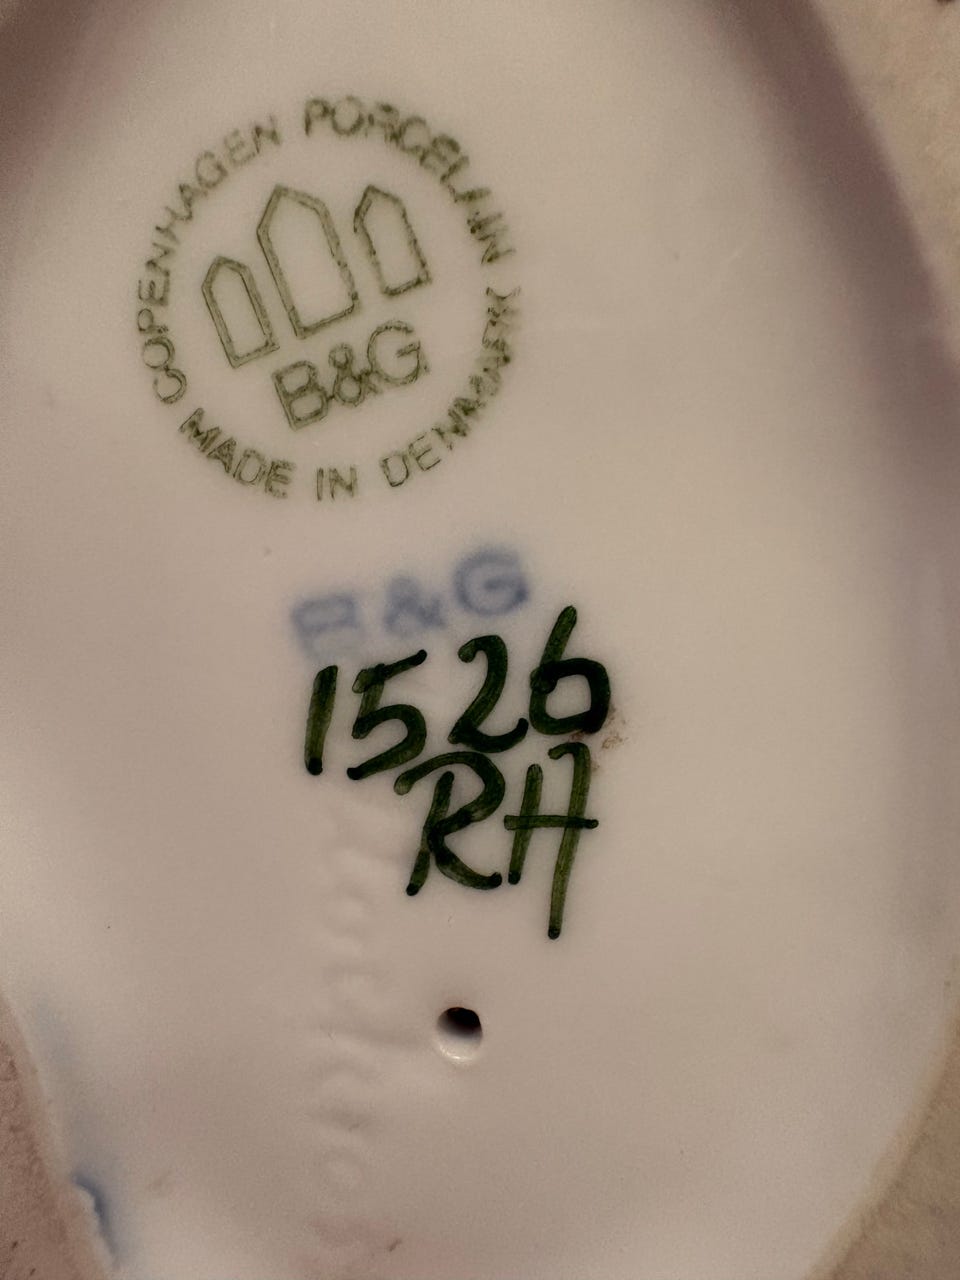 COPENHAGEN PORCELAIN
B&G
MADE IN DENMARK
B&G
1526
RH